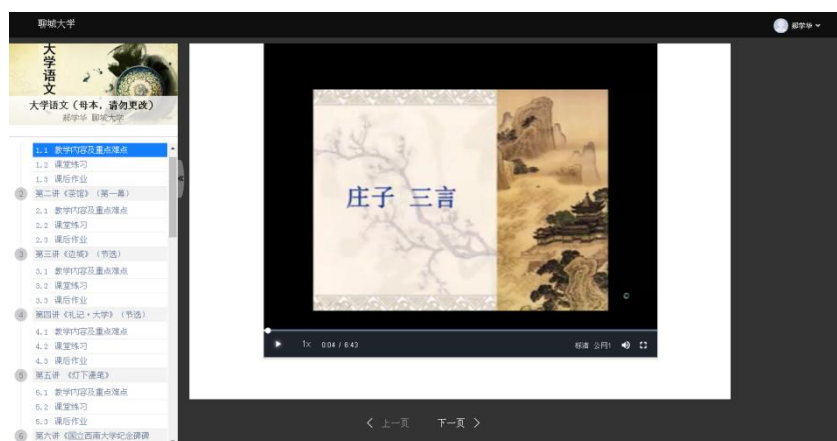 聊城大学
郝学华
大学语文
大学语文（母本，请勿更改）
郝学华 聊城大学
1.1 教学内容及重点难点
1.2 课堂练习
1.3 课后作业
2 第二讲《茶馆》（第一幕）
2.1 教学内容及重点难点
2.2 课堂练习
2.3 课后作业
3 第三讲《边城》（节选）
3.1 教学内容及重点难点
3.2 课堂练习
3.3 课后作业
4 第四讲《礼记·大学》（节选）
4.1 教学内容及重点难点
4.2 课堂练习
4.3 课后作业
5 第五讲 《灯下漫笔》
5.1 教学内容及重点难点
5.2 课堂练习
5.3 课后作业
6 第六讲《国立西南大学纪念碑碑
庄子 三言
1x 0:04 / 6:43
标清 公网1
上一页 下一页